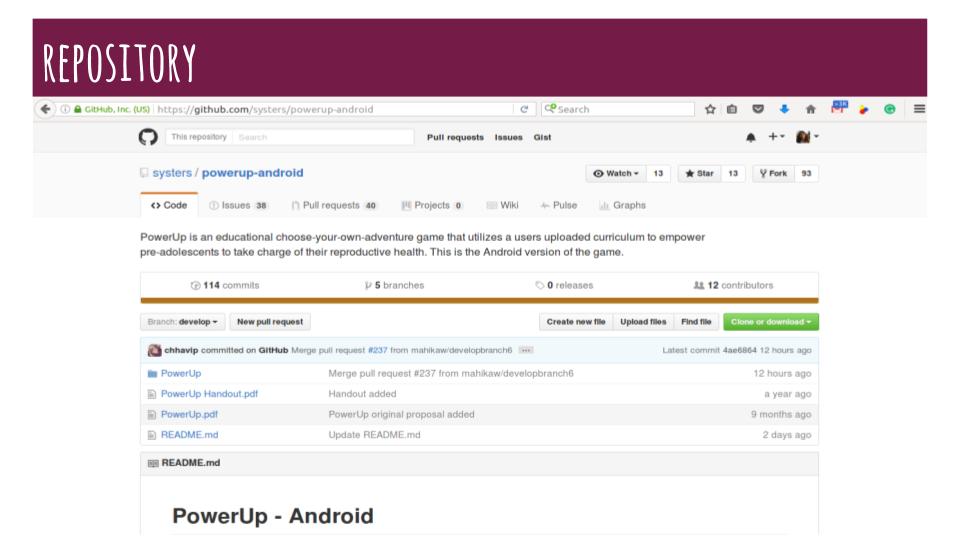 REPOSITORY
GitHub, Inc. (US) https://github.com/systers/powerup-android Search
This repository Search Pull requests Issues Gist
systers / powerup-android Watch 13 Star 13 Fork 93
Code Issues 38 Pull requests 40 Projects 0 Wiki Pulse Graphs
PowerUp is an educational choose-your-own-adventure game that utilizes a users uploaded curriculum to empower
pre-adolescents to take charge of their reproductive health. This is the Android version of the game.
114 commits 5 branches 0 releases 12 contributors
Branch: develop New pull request Create new file Upload files Find file Clone or download
chhavip committed on GitHub Merge pull request #237 from mahikaw/developbranch6 Latest commit 4ae6864 12 hours ago
PowerUp Merge pull request #237 from mahikaw/developbranch6 12 hours ago
PowerUp Handout.pdf Handout added a year ago
PowerUp.pdf PowerUp original proposal added 9 months ago
README.md Update README.md 2 days ago
README.md
PowerUp - Android